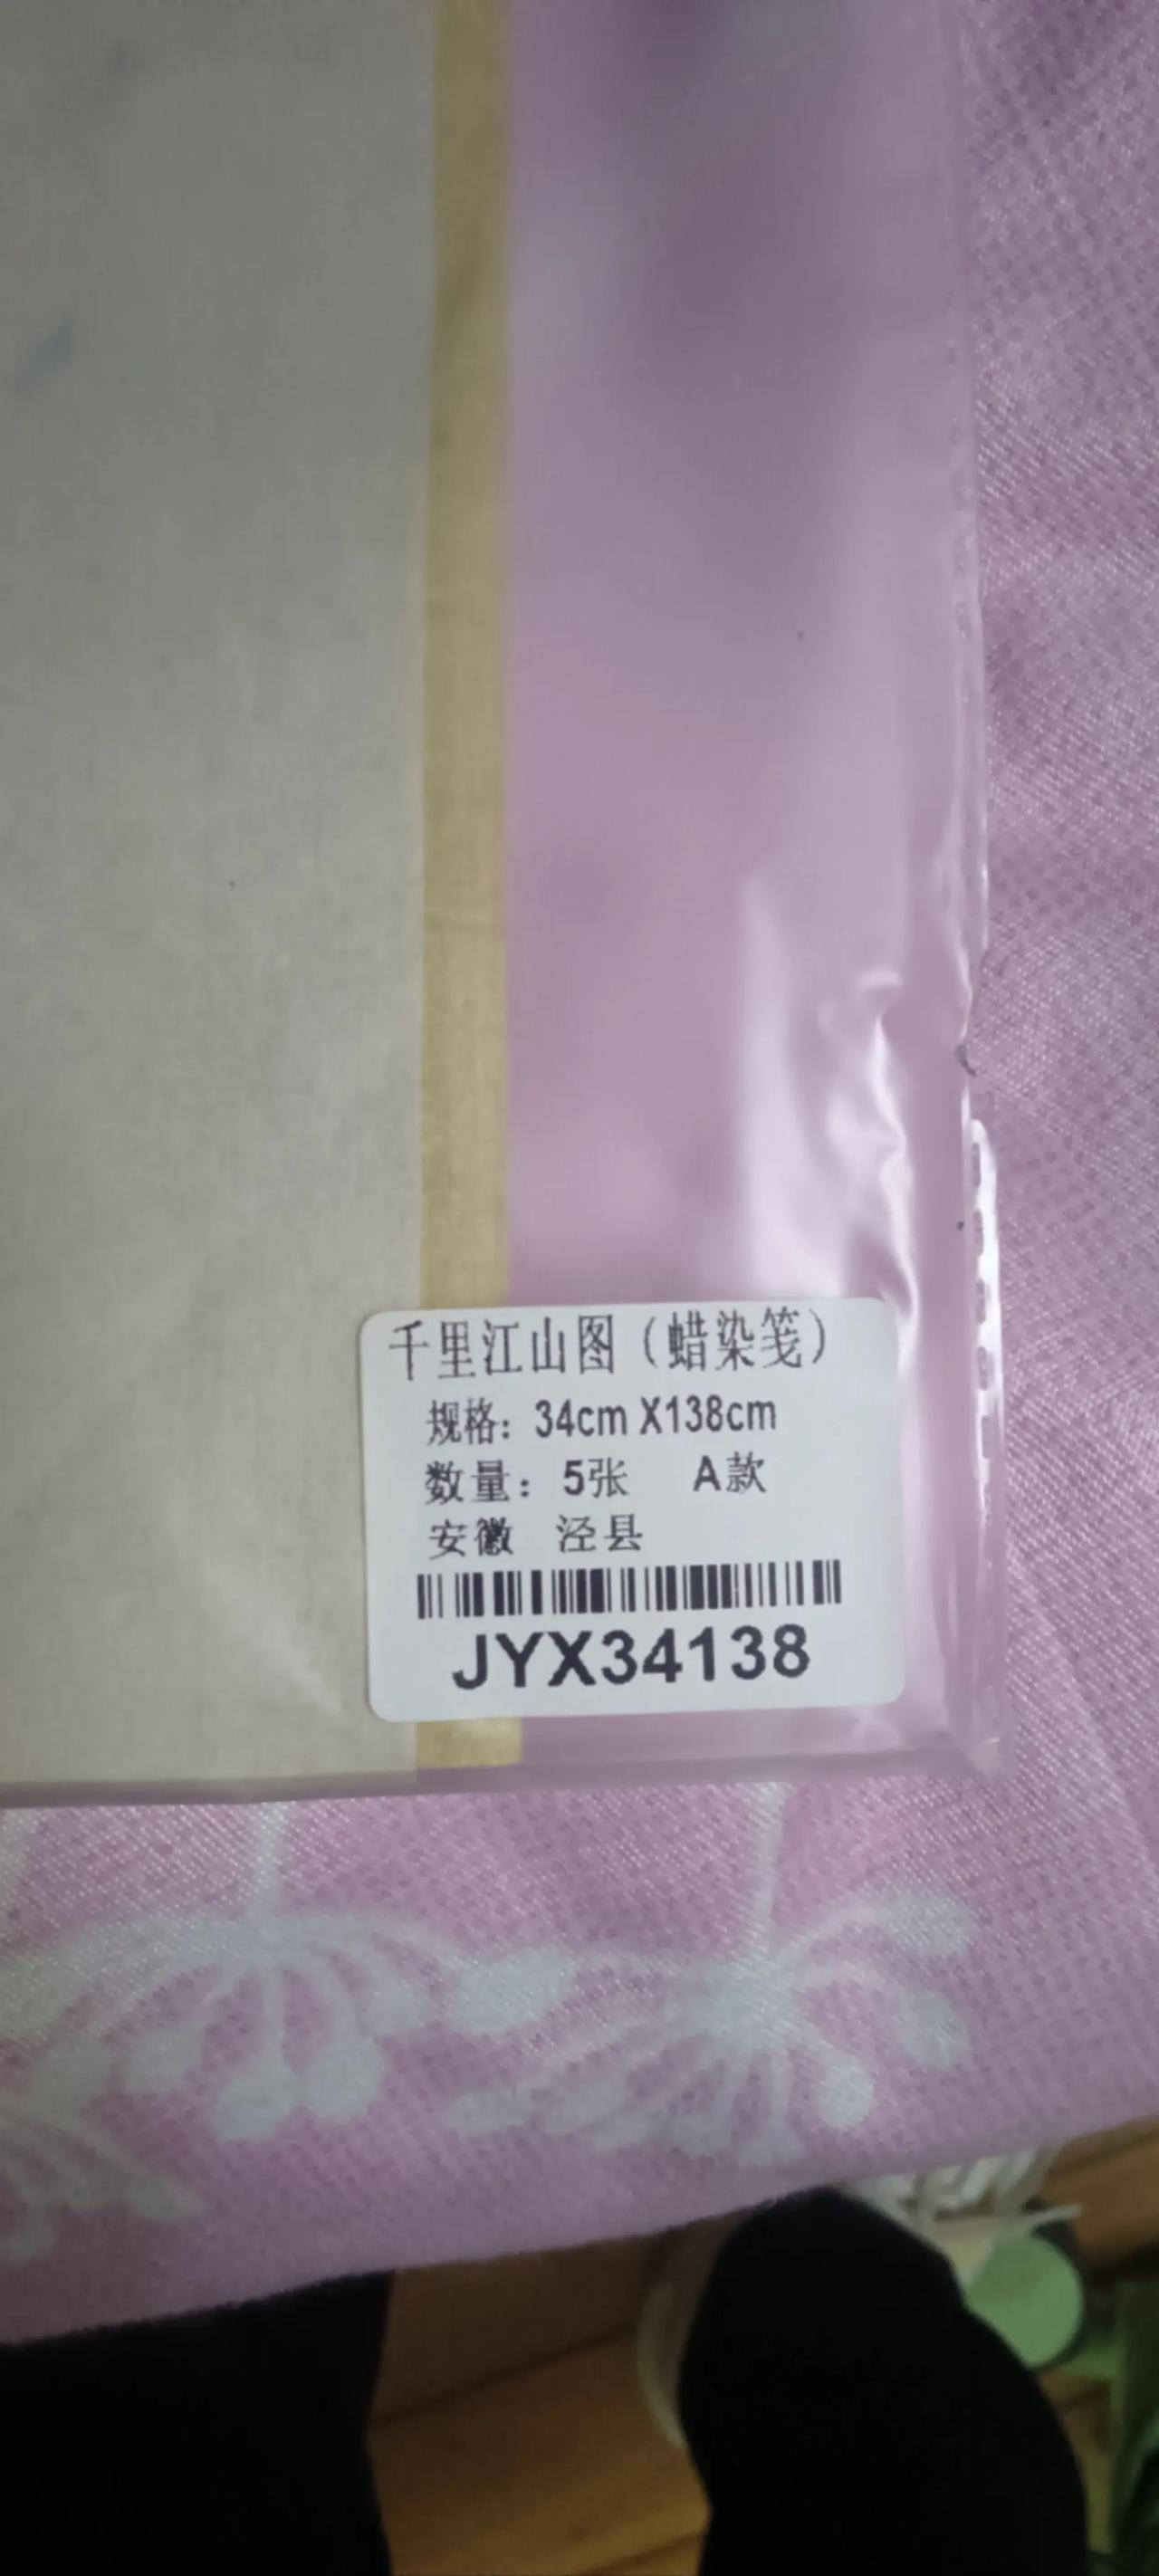 千里江山图（蜡染笺）
规格：34cm X138cm
数量：5张 A款
安徽 泾县
JYX34138